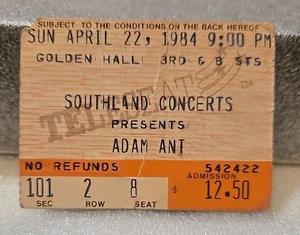 SUBJECT TO THE CONDITIONS ON THE BACK HEREOF
SUN APRIL 22, 1984 9:00 PM
GOLDEN HALL 3RD & B STS
TELESEAT™
SOUTHLAND CONCERTS
PRESENTS
ADAM ANT
NO REFUNDS 542422
101 2 8 $ ADMISSION 12.50
SEC ROW SEAT